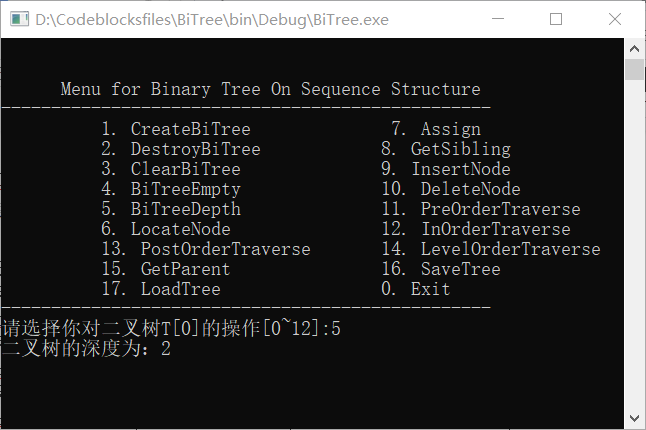 D:\Codeblocksfiles\BiTree\bin\Debug\BiTree.exe
Menu for Binary Tree On Sequence Structure
-------------------------------------------------
1. CreateBiTree 7. Assign
2. DestroyBiTree 8. GetSibling
3. ClearBiTree 9. InsertNode
4. BiTreeEmpty 10. DeleteNode
5. BiTreeDepth 11. PreOrderTraverse
6. LocateNode 12. InOrderTraverse
13. PostOrderTraverse 14. LevelOrderTraverse
15. GetParent 16. SaveTree
17. LoadTree 0. Exit
-------------------------------------------------
请选择你对二叉树T[0]的操作[0~12]:5
二叉树的深度为：2